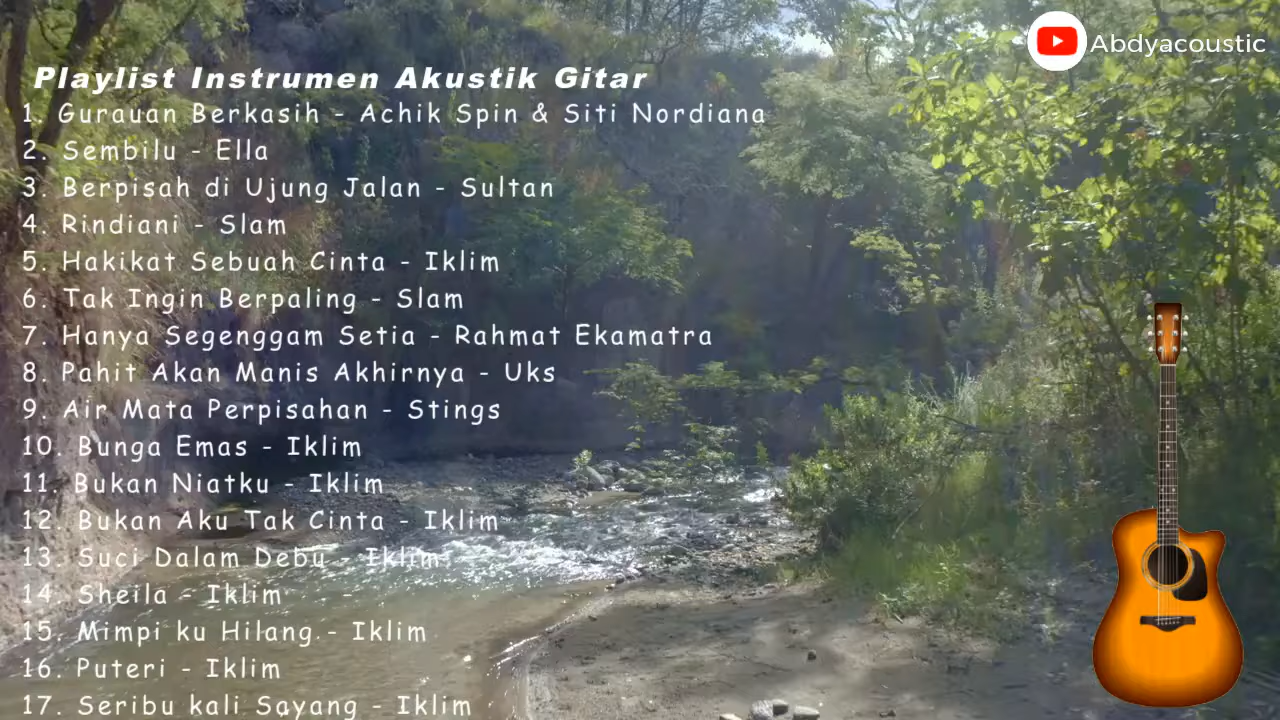 Abdyacoustic
Playlist Instrumen Akustik Gitar
1. Gurauan Berkasih - Achik Spin & Siti Nordiana
2. Sembilu - Ella
3. Berpisah di Ujung Jalan - Sultan
4. Rindiani - Slam
5. Hakikat Sebuah Cinta - Iklim
6. Tak Ingin Berpaling - Slam
7. Hanya Segenggam Setia - Rahmat Ekamatra
8. Pahit Akan Manis Akhirnya - Uks
9. Air Mata Perpisahan - Stings
10. Bunga Emas - Iklim
11. Bukan Niatku - Iklim
12. Bukan Aku Tak Cinta - Iklim
13. Suci Dalam Debu - Iklim
14. Sheila - Iklim
15. Mimpi ku Hilang - Iklim
16. Puteri - Iklim
17. Seribu kali Sayang - Iklim